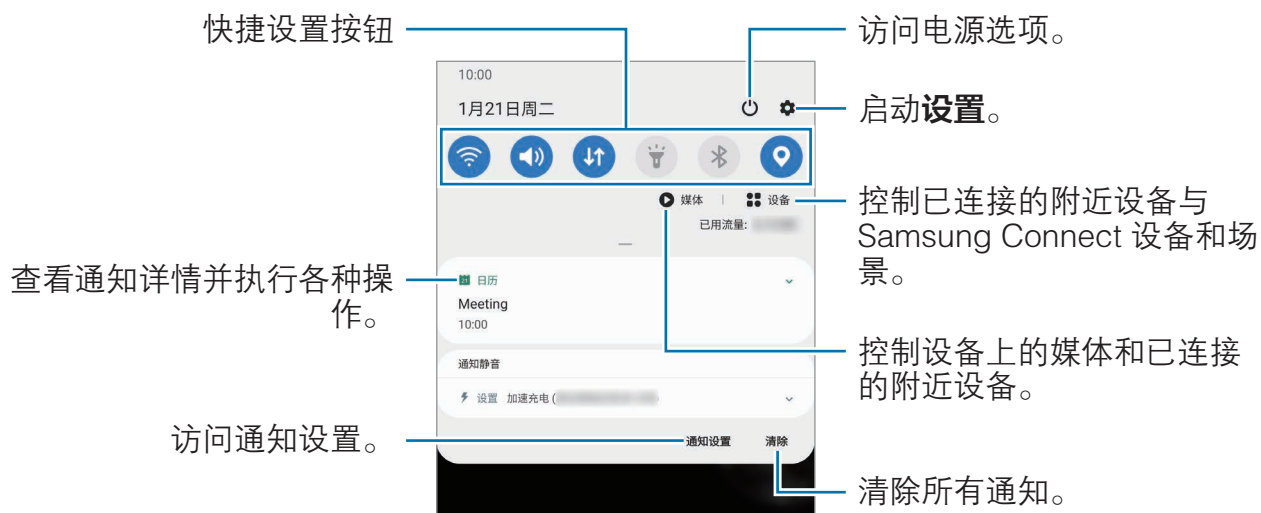 快捷设置按钮
访问电源选项。
10:00
1月21日周二
启动设置。
媒体
设备
控制已连接的附近设备与
Samsung Connect 设备和场
景。
已用流量:
查看通知详情并执行各种操
作。
日历
Meeting
10:00
控制设备上的媒体和已连接
的附近设备。
通知静音
设置 加速充电 (
访问通知设置。
通知设置
清除
清除所有通知。